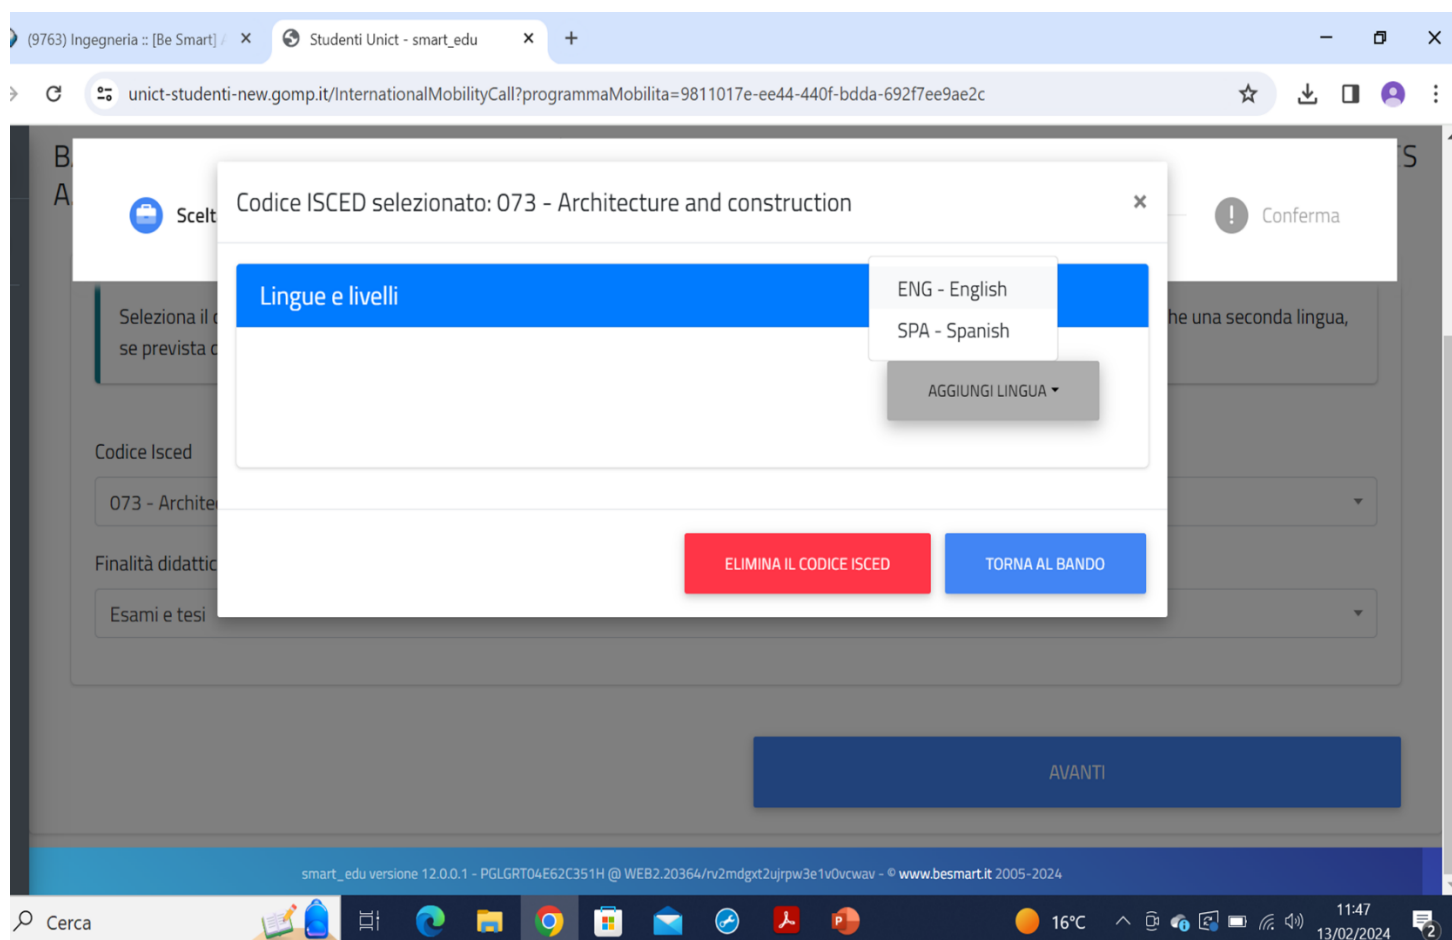 (9763) Ingegneria :: [Be Smart] /
Studenti Unict - smart_edu
unict-studenti-new.gomp.it/InternationalMobilityCall?programmaMobilita=9811017e-ee44-440f-bdda-692f7ee9ae2c
B
S
A
Scelt
Codice ISCED selezionato: 073 - Architecture and construction
×
Conferma
Lingue e livelli
ENG - English
SPA - Spanish
AGGIUNGI LINGUA
Seleziona il
he una seconda lingua,
se prevista
Codice Isced
073 - Archite
Finalità didattic
Esami e tesi
ELIMINA IL CODICE ISCED
TORNA AL BANDO
AVANTI
smart_edu versione 12.0.0.1 - PGLGRT04E62C351H @ WEB2.20364/rv2mdgxt2ujrpw3e1v0vcwav - © www.besmart.it 2005-2024
Cerca
16°C
11:47
13/02/2024
2